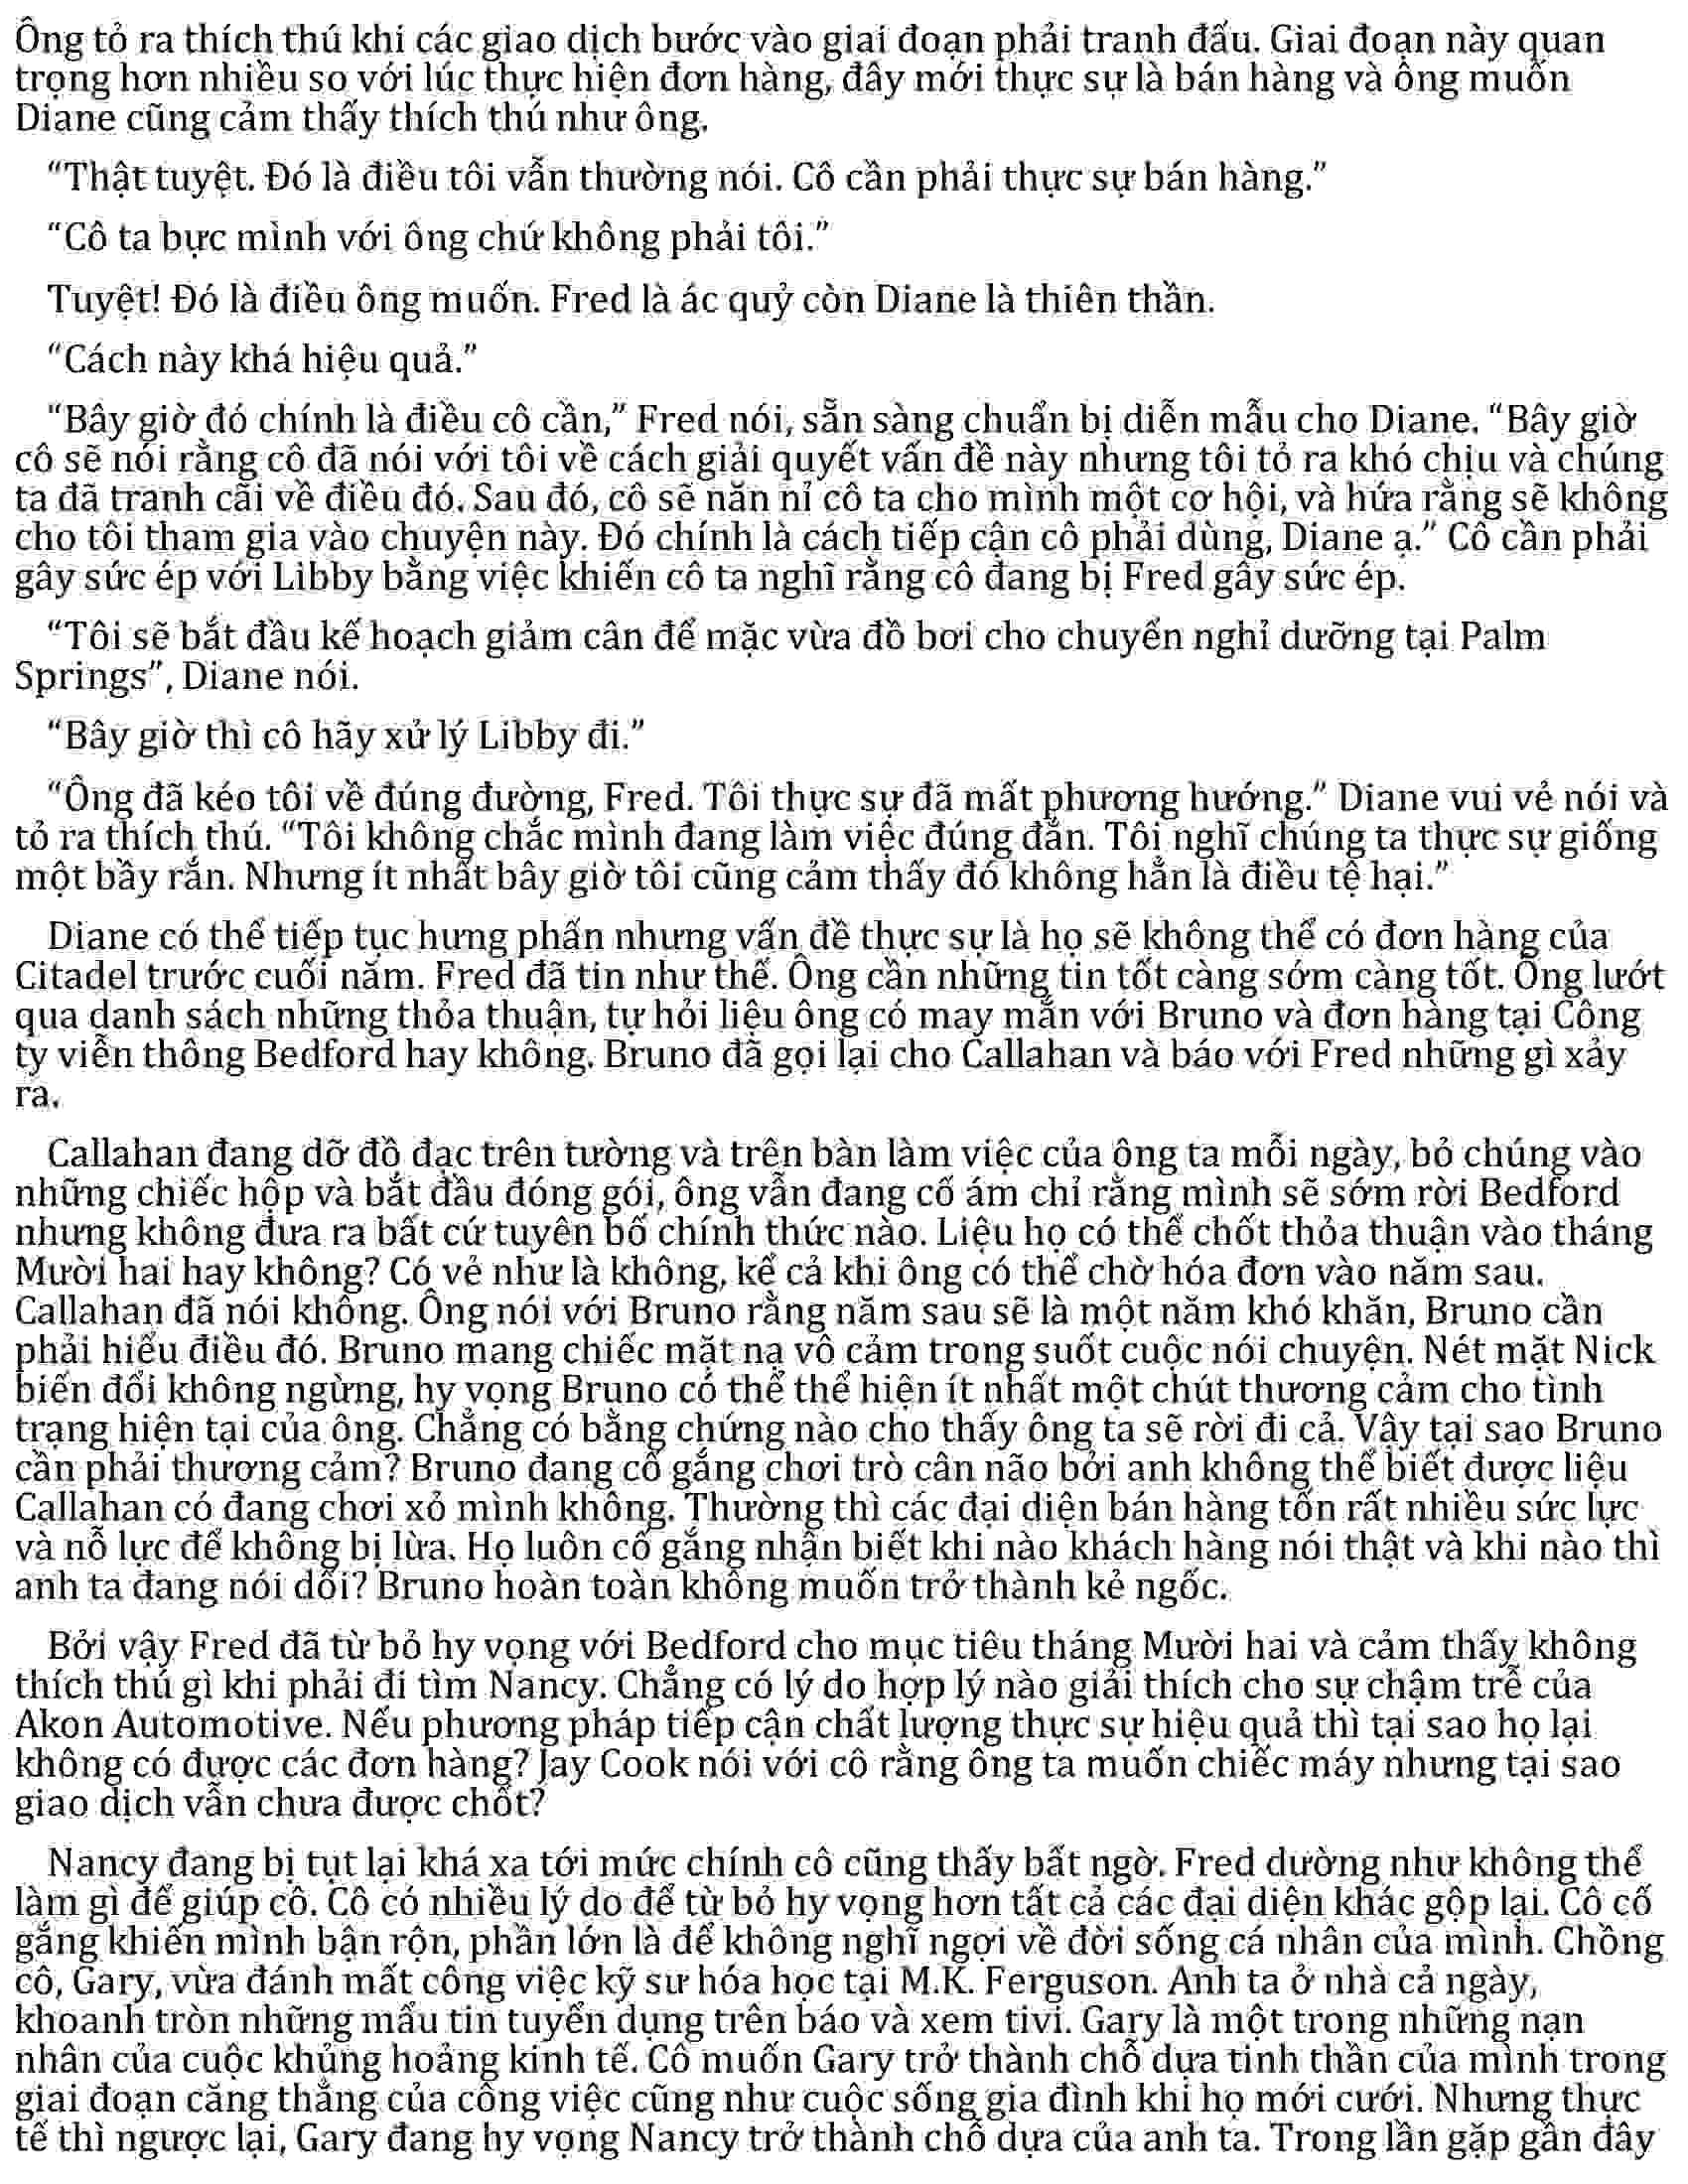 Ông tỏ ra thích thú khi các giao dịch bước vào giai đoạn phải tranh đấu. Giai đoạn này quan
trọng hơn nhiều so với lúc thực hiện đơn hàng, đây mới thực sự là bán hàng và ông muốn
Diane cũng cảm thấy thích thú như ông.
“Thật tuyệt. Đó là điều tôi vẫn thường nói. Cô cần phải thực sự bán hàng.”
“Cô ta bực mình với ông chứ không phải tôi.”
Tuyệt! Đó là điều ông muốn. Fred là ác quỷ còn Diane là thiên thần.
“Cách này khá hiệu quả.”
“Bây giờ đó chính là điều cô cần,” Fred nói, sẵn sàng chuẩn bị diễn mẫu cho Diane. “Bây giờ
cô sẽ nói rằng cô đã nói với tôi về cách giải quyết vấn đề này nhưng tôi tỏ ra khó chịu và chúng
ta đã tranh cãi về điều đó. Sau đó, cô sẽ năn nỉ cô ta cho mình một cơ hội, và hứa rằng sẽ không
cho tôi tham gia vào chuyện này. Đó chính là cách tiếp cận cô phải dùng, Diane ạ.” Cô cần phải
gây sức ép với Libby bằng việc khiến cô ta nghĩ rằng cô đang bị Fred gây sức ép.
“Tôi sẽ bắt đầu kế hoạch giảm cân để mặc vừa đồ bơi cho chuyến nghỉ dưỡng tại Palm
Springs”, Diane nói.
“Bây giờ thì cô hãy xử lý Libby đi.”
“Ông đã kéo tôi về đúng đường, Fred. Tôi thực sự đã mất phương hướng.” Diane vui vẻ nói và
tỏ ra thích thú. “Tôi không chắc mình đang làm việc đúng đắn. Tôi nghĩ chúng ta thực sự giống
một bầy rắn. Nhưng ít nhất bây giờ tôi cũng cảm thấy đó không hẳn là điều tệ hại.”
Diane có thể tiếp tục hưng phấn nhưng vấn đề thực sự là họ sẽ không thể có đơn hàng của
Citadel trước cuối năm. Fred đã tin như thế. Ông cần những tin tốt càng sớm càng tốt. Ông lướt
qua danh sách những thỏa thuận, tự hỏi liệu ông có may mắn với Bruno và đơn hàng tại Công
ty viễn thông Bedford hay không. Bruno đã gọi lại cho Callahan và báo với Fred những gì xảy
ra.
Callahan đang dỡ đồ đạc trên tường và trên bàn làm việc của ông ta mỗi ngày, bỏ chúng vào
những chiếc hộp và bắt đầu đóng gói, ông vẫn đang cố ám chỉ rằng mình sẽ sớm rời Bedford
nhưng không đưa ra bất cứ tuyên bố chính thức nào. Liệu họ có thể chốt thỏa thuận vào tháng
Mười hai hay không? Có vẻ như là không, kể cả khi ông có thể chờ hóa đơn vào năm sau.
Callahan đã nói không. Ông nói với Bruno rằng năm sau sẽ là một năm khó khăn, Bruno cần
phải hiểu điều đó. Bruno mang chiếc mặt nạ vô cảm trong suốt cuộc nói chuyện. Nét mặt Nick
biến đổi không ngừng, hy vọng Bruno có thể thể hiện ít nhất một chút thương cảm cho tình
trạng hiện tại của ông. Chẳng có bằng chứng nào cho thấy ông ta sẽ rời đi cả. Vậy tại sao Bruno
cần phải thương cảm? Bruno đang cố gắng chơi trò cân não bởi anh không thể biết được liệu
Callahan có đang chơi xỏ mình không. Thường thì các đại diện bán hàng tốn rất nhiều sức lực
và nỗ lực để không bị lừa. Họ luôn cố gắng nhận biết khi nào khách hàng nói thật và khi nào thì
anh ta đang nói dối? Bruno hoàn toàn không muốn trở thành kẻ ngốc.
Bởi vậy Fred đã từ bỏ hy vọng với Bedford cho mục tiêu tháng Mười hai và cảm thấy không
thích thú gì khi phải đi tìm Nancy. Chẳng có lý do hợp lý nào giải thích cho sự chậm trễ của
Akon Automotive. Nếu phương pháp tiếp cận chất lượng thực sự hiệu quả thì tại sao họ lại
không có được các đơn hàng? Jay Cook nói với cô rằng ông ta muốn chiếc máy nhưng tại sao
giao dịch vẫn chưa được chốt?
Nancy đang bị tụt lại khá xa tới mức chính cô cũng thấy bất ngờ. Fred dường như không thể
làm gì để giúp cô. Cô có nhiều lý do để từ bỏ hy vọng hơn tất cả các đại diện khác gộp lại. Cô cố
gắng khiến mình bận rộn, phần lớn là để không nghĩ ngợi về đời sống cá nhân của mình. Chồng
cô, Gary, vừa đánh mất công việc kỹ sư hóa học tại M.K. Ferguson. Anh ta ở nhà cả ngày,
khoanh tròn những mẩu tin tuyển dụng trên báo và xem tivi. Gary là một trong những nạn
nhân của cuộc khủng hoảng kinh tế. Cô muốn Gary trở thành chỗ dựa tinh thần của mình trong
giai đoạn căng thẳng của công việc cũng như cuộc sống gia đình khi họ mới cưới. Nhưng thực
tế thì ngược lại, Gary đang hy vọng Nancy trở thành chỗ dựa của anh ta. Trong lần gặp gần đây